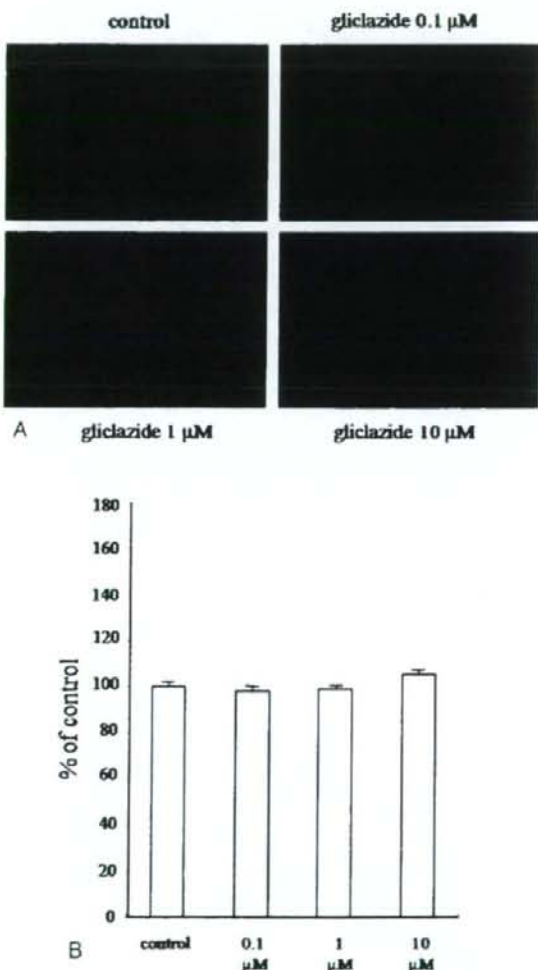 control gliclazide 0.1 µM
A gliclazide 1 µM gliclazide 10 µM
180
160
140
120
100
80
60
40
20
0
% of control
control 0.1 µM 1 µM 10 µM
B